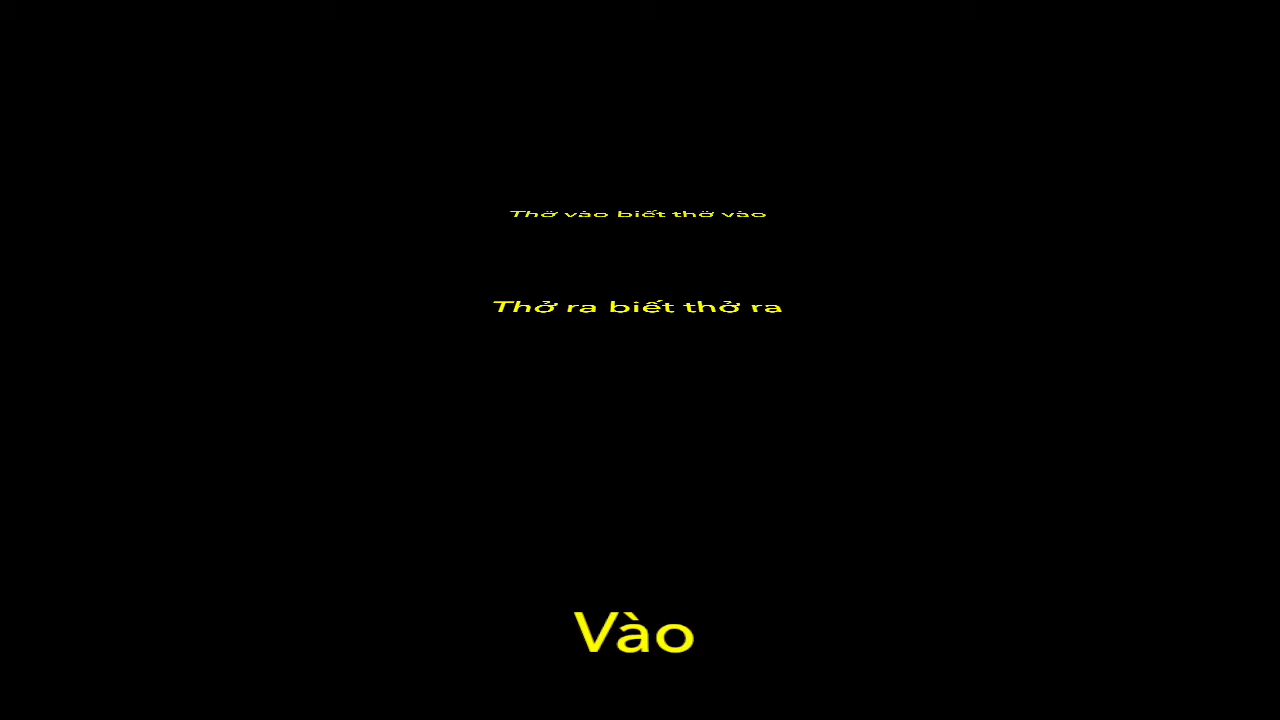 Thở vào biết thở vào
Thở ra biết thở ra
Vào